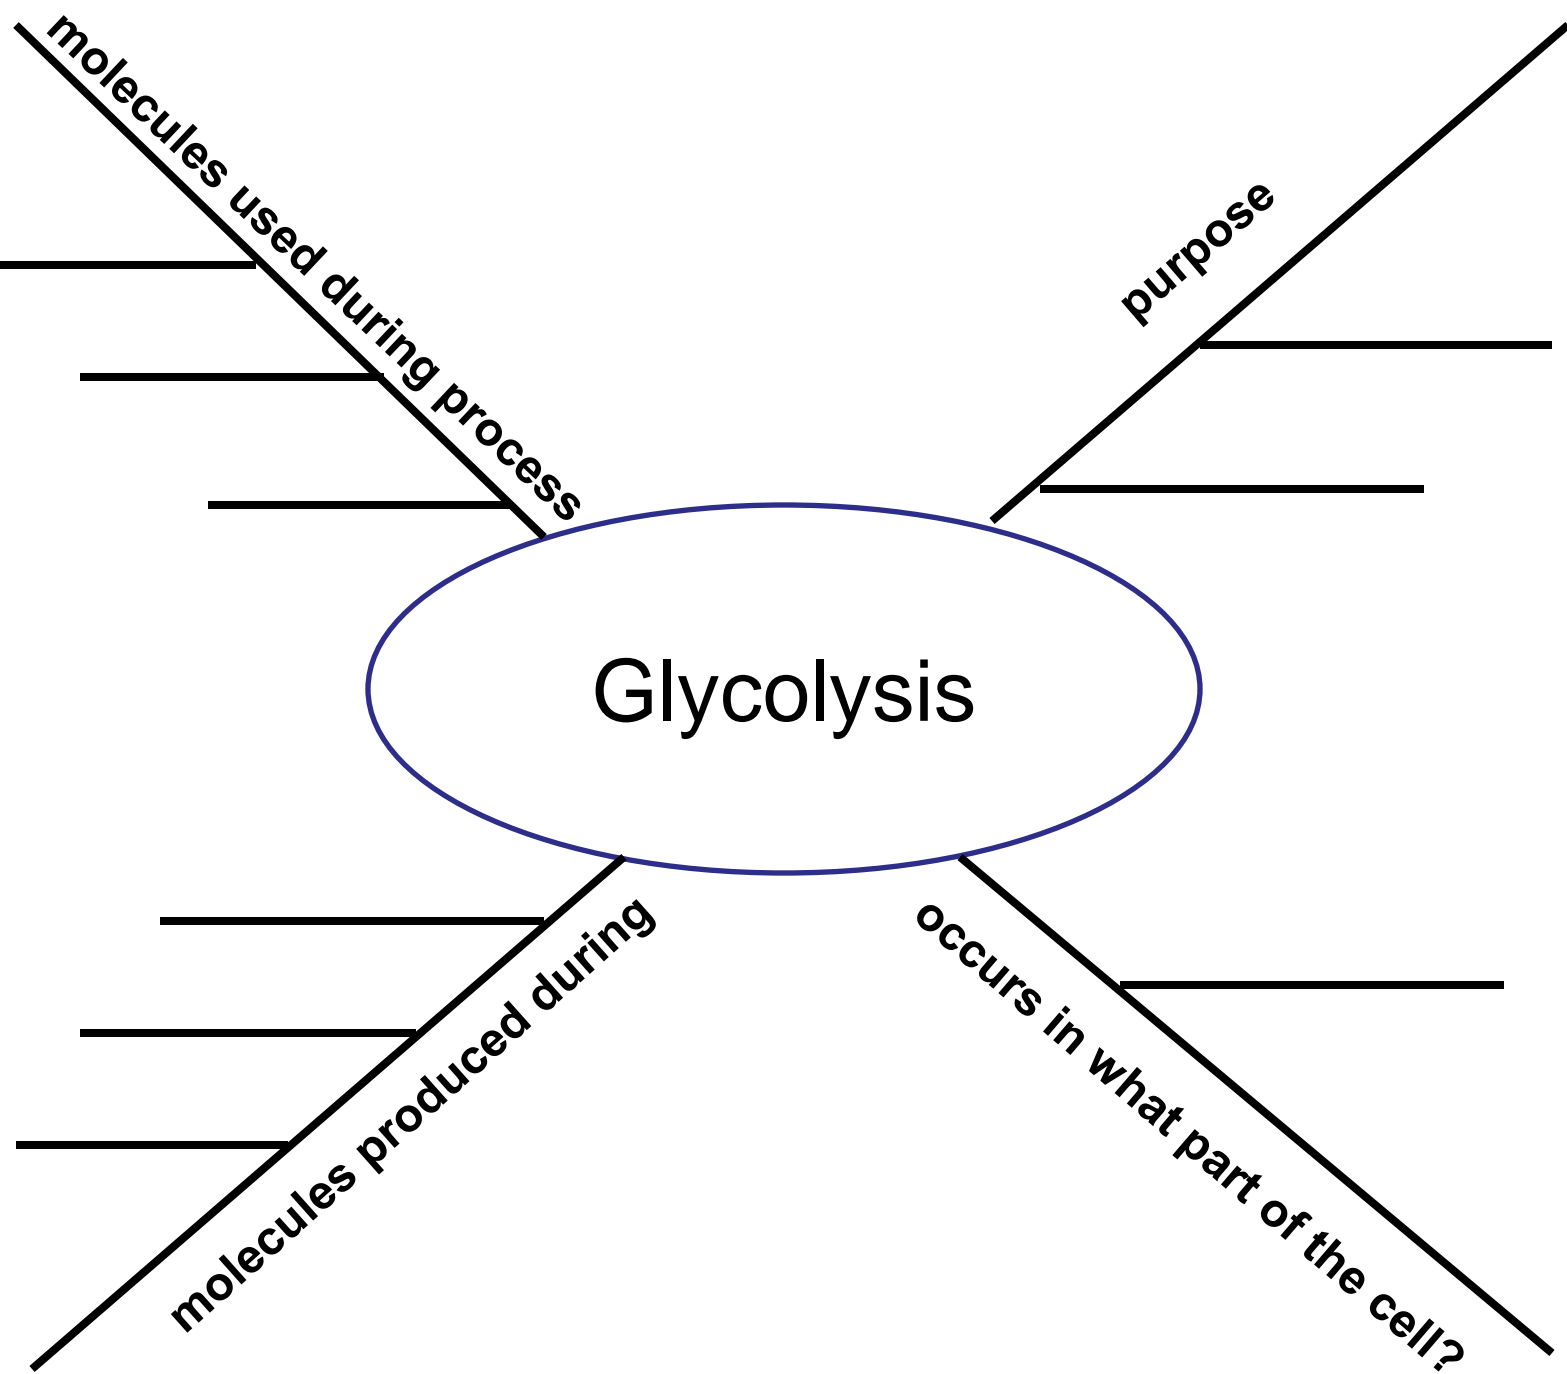 molecules used during process
purpose
Glycolysis
molecules produced during
occurs in what part of the cell?